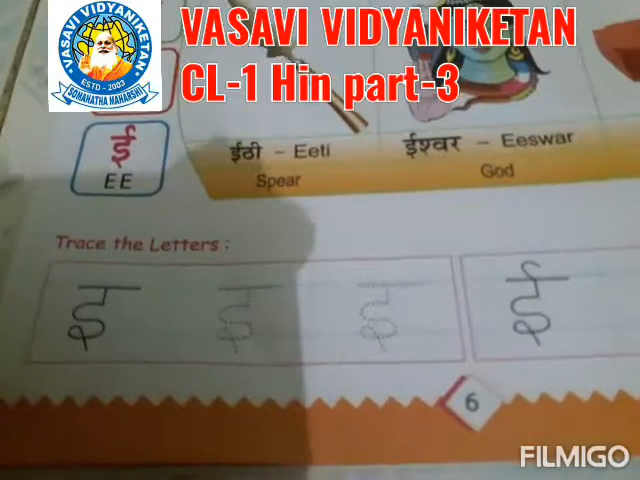 VASAVI VIDYANIKETAN
ESTD - 2003
SOMANATHA MAHARSHI
VASAVI VIDYANIKETAN
CL-1 Hin part-3
ई
EE
ईठी - Eeti
Spear
ईश्वर - Eeswar
God
Trace the Letters :
इ इ इ ई
6
FILMIGO